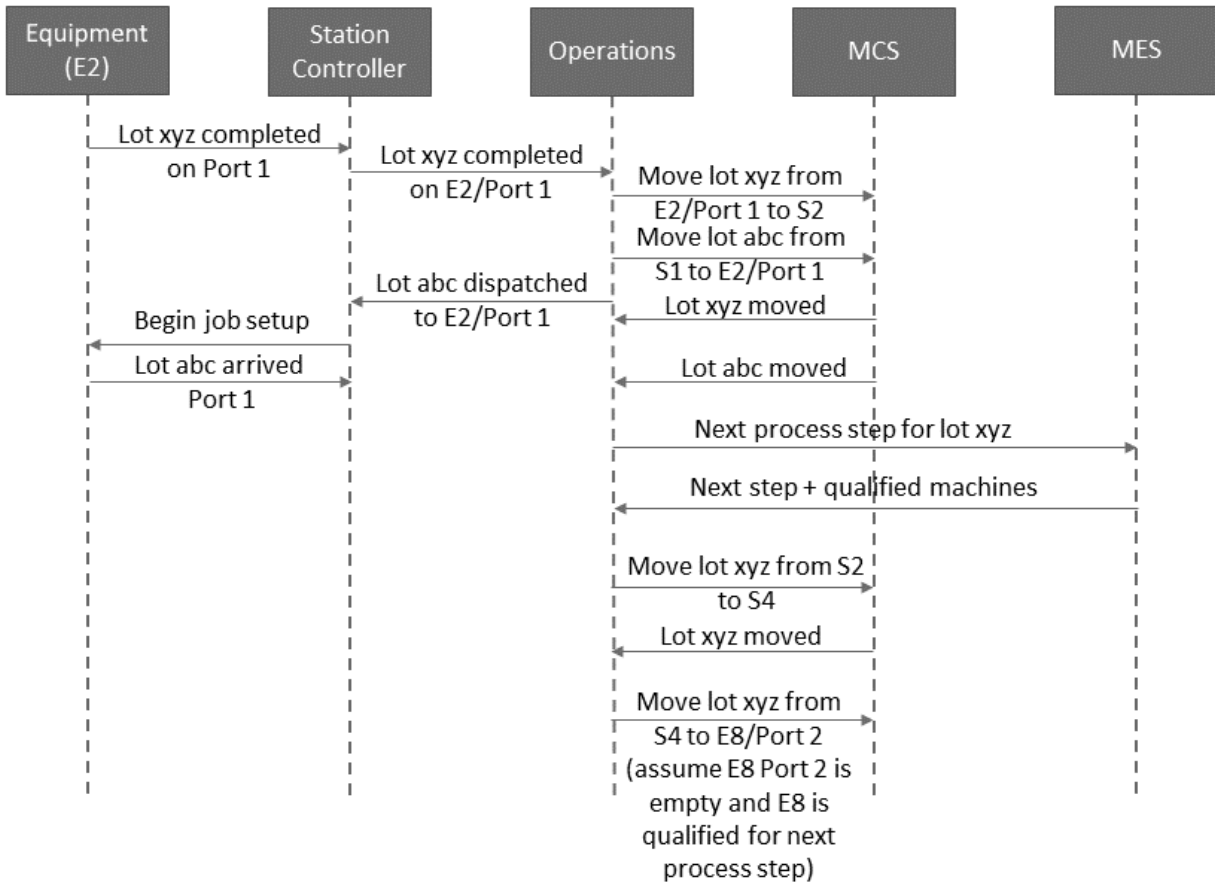 Equipment
(E2)
Station
Controller
Operations
MCS
MES
Lot xyz completed
on Port 1
Lot xyz completed
on E2/Port 1
Move lot xyz from
E2/Port 1 to S2
Move lot abc from
S1 to E2/Port 1
Lot abc dispatched
to E2/Port 1
Lot xyz moved
Begin job setup
Lot abc arrived
Port 1
Lot abc moved
Next process step for lot xyz
Next step + qualified machines
Move lot xyz from S2
to S4
Lot xyz moved
Move lot xyz from
S4 to E8/Port 2
(assume E8 Port 2 is
empty and E8 is
qualified for next
process step)